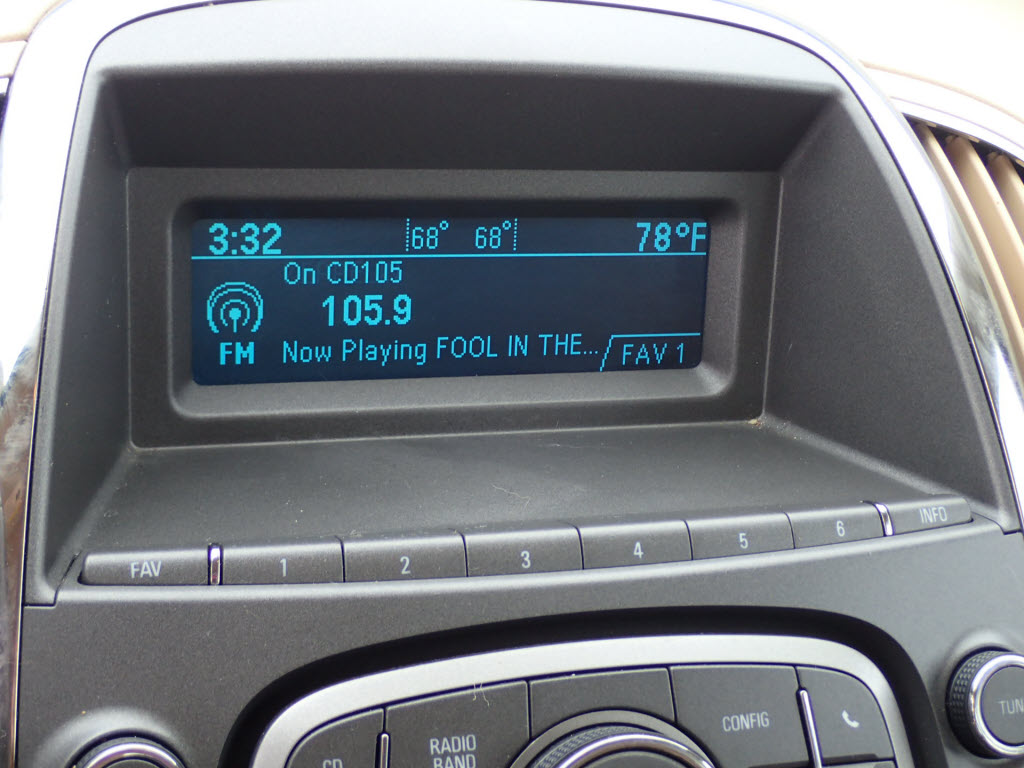 3:32 68° 68° 78°F
On CD105
105.9
FM Now Playing FOOL IN THE... FAV 1
FAV 1 2 3 4 5 6 INFO
CD RADIO BAND CONFIG